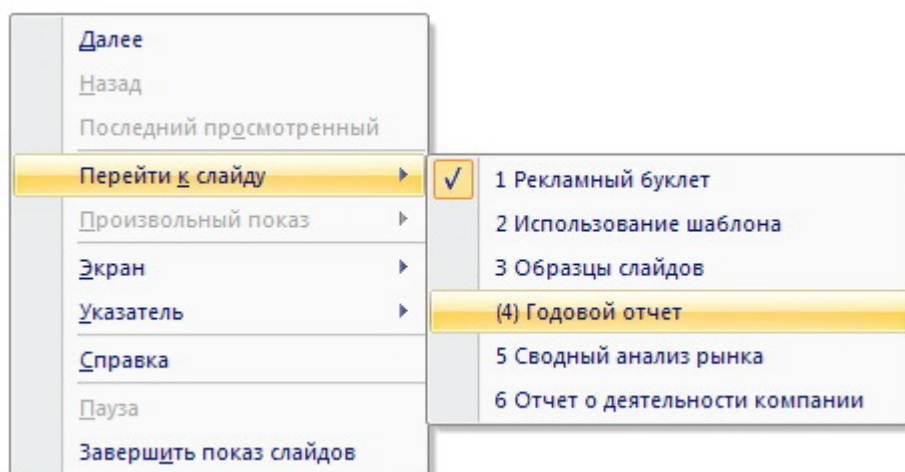 Далее
Назад
Последний просмотренный
Перейти к слайду
Произвольный показ
Экран
Указатель
Справка
Пауза
Завершить показ слайдов
1 Рекламный буклет
2 Использование шаблона
3 Образцы слайдов
(4) Годовой отчет
5 Сводный анализ рынка
6 Отчет о деятельности компании